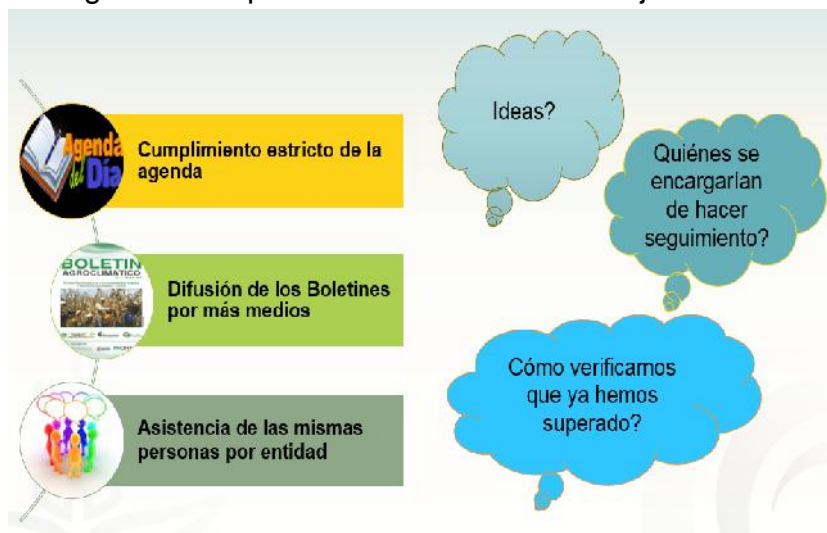 Agenda
del Día
Cumplimiento estricto de la
agenda
BOLETIN
AGROCLIMATICO
Difusión de los Boletines
por más medios
Asistencia de las mismas
personas por entidad
Ideas?
Quiénes se
encargarían
de hacer
seguimiento?
Cómo verificamos
que ya hemos
superado?